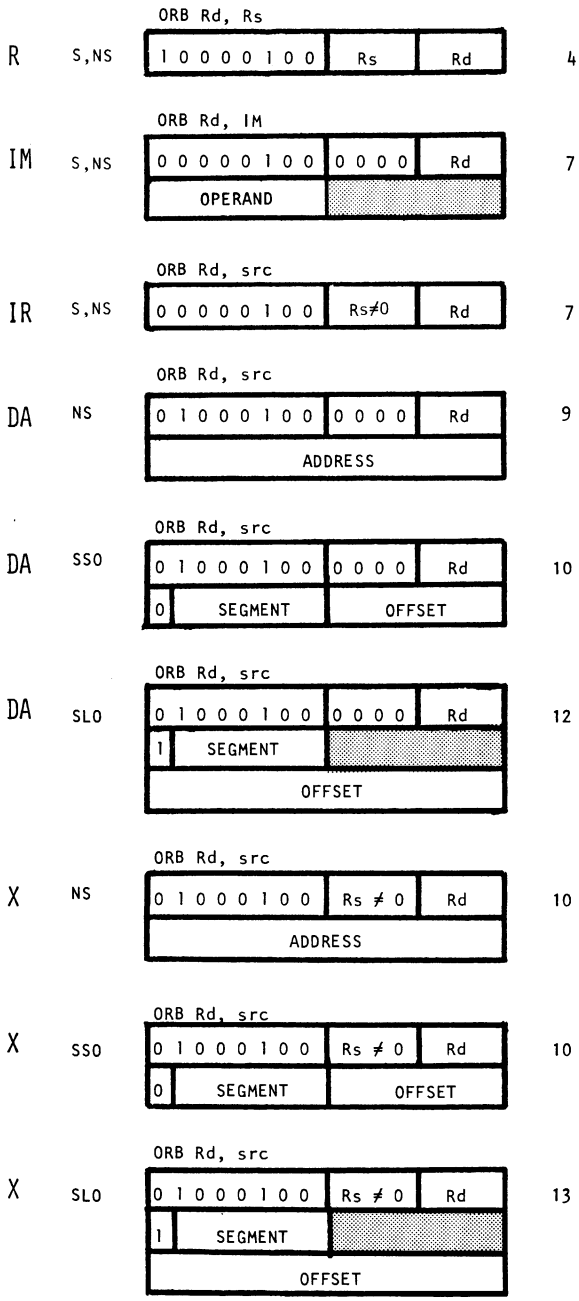 ORB Rd, Rs
R S,NS 1 0 0 0 0 1 0 0 Rs Rd 4
ORB Rd, IM
IM S,NS 0 0 0 0 0 1 0 0 0 0 0 0 Rd 7
OPERAND
ORB Rd, src
IR S,NS 0 0 0 0 0 1 0 0 Rs≠0 Rd 7
ORB Rd, src
DA NS 0 1 0 0 0 1 0 0 0 0 0 0 Rd 9
ADDRESS
ORB Rd, src
DA SSO 0 1 0 0 0 1 0 0 0 0 0 0 Rd 10
0 SEGMENT OFFSET
ORB Rd, src
DA SLO 0 1 0 0 0 1 0 0 0 0 0 0 Rd 12
1 SEGMENT
OFFSET
ORB Rd, src
X NS 0 1 0 0 0 1 0 0 Rs ≠ 0 Rd 10
ADDRESS
ORB Rd, src
X SSO 0 1 0 0 0 1 0 0 Rs ≠ 0 Rd 10
0 SEGMENT OFFSET
ORB Rd, src
X SLO 0 1 0 0 0 1 0 0 Rs ≠ 0 Rd 13
1 SEGMENT
OFFSET